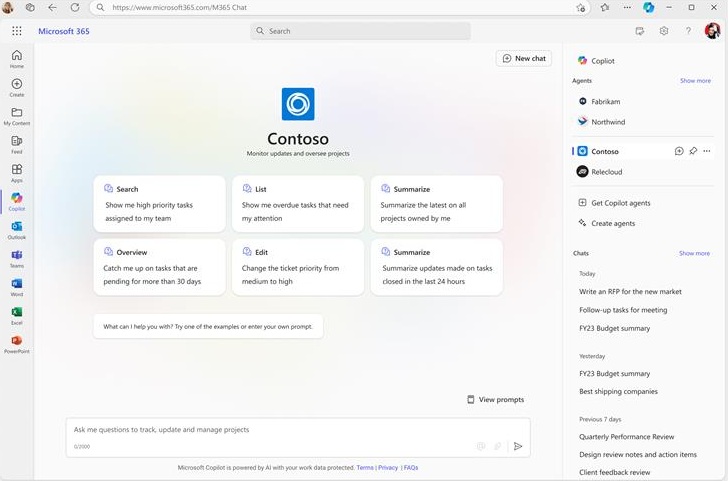 https://www.microsoft365.com/M365 Chat
Microsoft 365
Search
Home
Create
My Content
Feed
Apps
Copilot
Outlook
Teams
Word
Excel
PowerPoint
New chat
Contoso
Monitor updates and oversee projects
Search
Show me high priority tasks
assigned to my team
List
Show me overdue tasks that need
my attention
Summarize
Summarize the latest on all
projects owned by me
Overview
Catch me up on tasks that are
pending for more than 30 days
Edit
Change the ticket priority from
medium to high
Summarize
Summarize updates made on tasks
closed in the last 24 hours
What can I help you with? Try one of the examples or enter your own prompt.
View prompts
Ask me questions to track, update and manage projects
0/2000
Microsoft Copilot is powered by AI with your work data protected. Terms | Privacy | FAQs
Copliot
Agents
Show more
Fabrikam
Northwind
Contoso
Relecloud
Get Copilot agents
Create agents
Chats
Show more
Today
Write an RFP for the new market
Follow-up tasks for meeting
FY23 Budget summary
Yesterday
FY23 Budget summary
Best shipping companies
Previous 7 days
Quarterly Performance Review
Design review notes and action items
Client feedback review